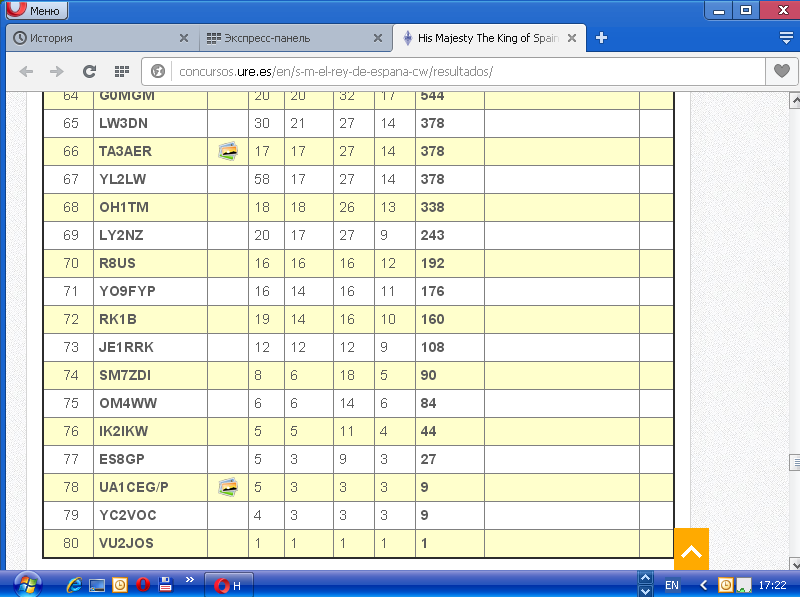 Меню
История
Экспресс-панель
His Majesty The King of Spain
concursos.ure.es/en/s-m-el-rey-de-espana-cw/resultados/
64 G0MGM 20 20 32 17 544
65 LW3DN 30 21 27 14 378
66 TA3AER 17 17 27 14 378
67 YL2LW 58 17 27 14 378
68 OH1TM 18 18 26 13 338
69 LY2NZ 20 17 27 9 243
70 R8US 16 16 16 12 192
71 YO9FYP 16 14 16 11 176
72 RK1B 19 14 16 10 160
73 JE1RRK 12 12 12 9 108
74 SM7ZDI 8 6 18 5 90
75 OM4WW 6 6 14 6 84
76 IK2IKW 5 5 11 4 44
77 ES8GP 5 3 9 3 27
78 UA1CEG/P 5 3 3 3 9
79 YC2VOC 4 3 3 3 9
80 VU2JOS 1 1 1 1 1
H
EN
17:22